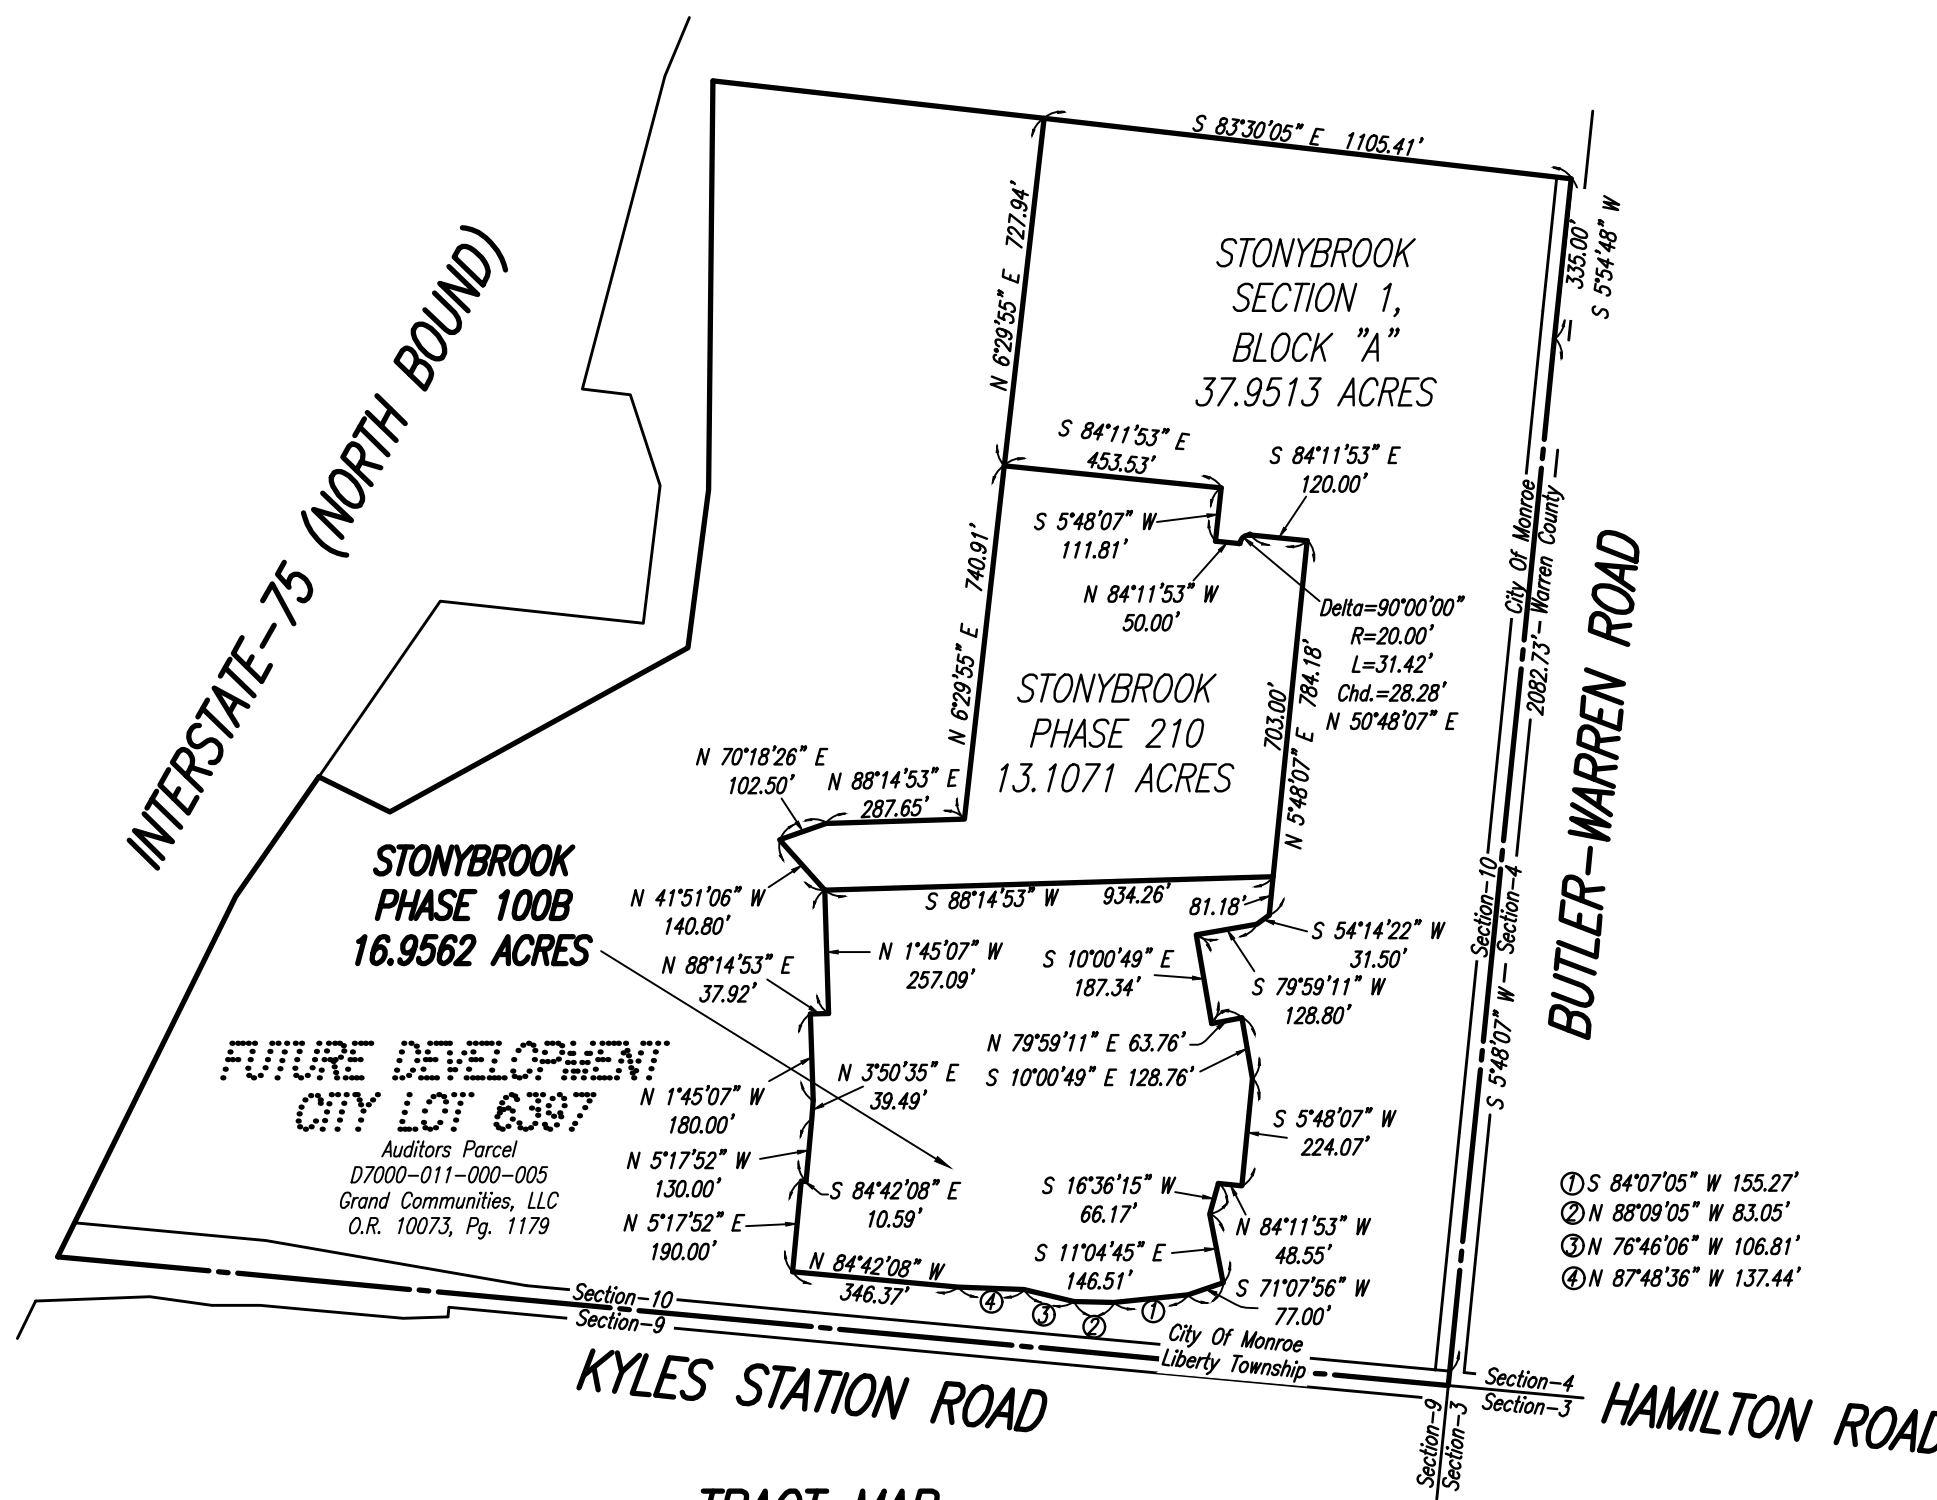 S 83°30'05" E 1105.41'
335.00'
S 5°54'48" W
N 6°29'55" E 727.94'
STONYBROOK
SECTION 1,
BLOCK "A"
37.9513 ACRES
INTERSTATE-75 (NORTH BOUND)
S 84°11'53" E
453.53'
S 84°11'53" E
120.00'
S 5°48'07" W
111.81'
N 84°11'53" W
50.00'
Delta=90°00'00"
R=20.00'
L=31.42'
Chd.=28.28'
N 50°48'07" E
N 6°29'55" E 740.91'
STONYBROOK
PHASE 210
13.1071 ACRES
703.00'
N 5°48'07" E 784.18'
City Of Monroe
Warren County
Section-10
Section-4
S 5°48'07" W
2082.73'
BUTLER-WARREN ROAD
N 70°18'26" E
102.50'
N 88°14'53" E
287.65'
STONYBROOK
PHASE 100B
16.9562 ACRES
N 41°51'06" W
140.80'
S 88°14'53" W 934.26'
81.18'
S 54°14'22" W
31.50'
N 88°14'53" E
37.92'
N 1°45'07" W
257.09'
S 10°00'49" E
187.34'
S 79°59'11" W
128.80'
N 79°59'11" E 63.76'
S 10°00'49" E 128.76'
FUTURE DEVELOPMENT
CITY LOT 6397
Auditors Parcel
D7000-011-000-005
Grand Communities, LLC
O.R. 10073, Pg. 1179
N 1°45'07" W
180.00'
N 3°50'35" E
39.49'
N 5°17'52" W
130.00'
S 84°42'08" E
10.59'
N 5°17'52" E
190.00'
S 5°48'07" W
224.07'
S 16°36'15" W
66.17'
N 84°11'53" W
48.55'
S 11°04'45" E
146.51'
S 71°07'56" W
77.00'
N 84°42'08" W
346.37'
4
3
2
1
1 S 84°07'05" W 155.27'
2 N 88°09'05" W 83.05'
3 N 76°46'06" W 106.81'
4 N 87°48'36" W 137.44'
Section-10
Section-9
City Of Monroe
Liberty Township
KYLES STATION ROAD
Section-4
Section-3
Section-9
Section-3
HAMILTON ROAD
TRACT MAP